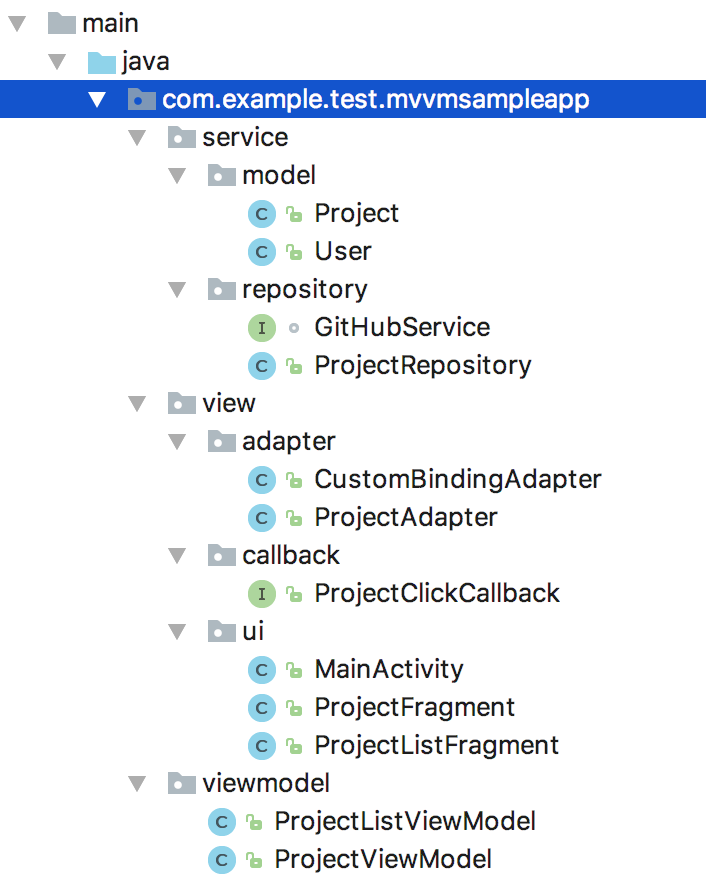 main
java
com.example.test.mvvmsampleapp
service
model
C Project
C User
repository
I GitHubService
C ProjectRepository
view
adapter
C CustomBindingAdapter
C ProjectAdapter
callback
I ProjectClickCallback
ui
C MainActivity
C ProjectFragment
C ProjectListFragment
viewmodel
C ProjectListViewModel
C ProjectViewModel